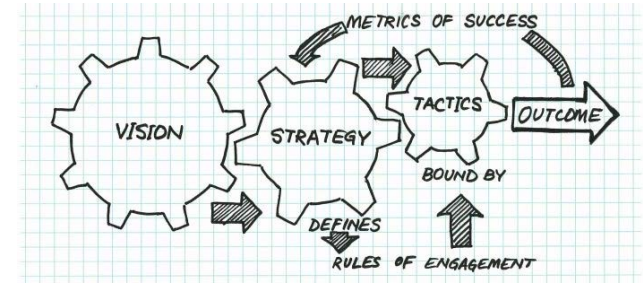 METRICS OF SUCCESS
VISION
STRATEGY
TACTICS
OUTCOME
BOUND BY
DEFINES
RULES OF ENGAGEMENT